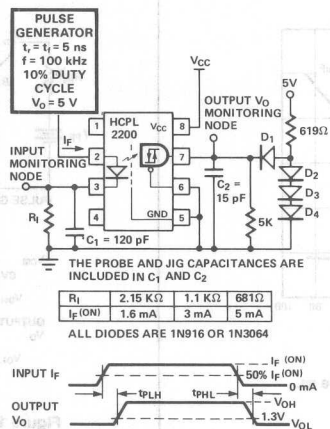 PULSE
GENERATOR
tr = tf = 5 ns
f = 100 kHz
10% DUTY
CYCLE
VO = 5 V
IF
INPUT
MONITORING
NODE
RI
C1 = 120 pF
HCPL
2200
VCC
GND
1
2
3
4
8
7
6
5
VCC
OUTPUT VO
MONITORING
NODE
D1
C2 =
15 pF
5K
5V
619Ω
D2
D3
D4
THE PROBE AND JIG CAPACITANCES ARE
INCLUDED IN C1 AND C2
RI 2.15 KΩ 1.1 KΩ 681Ω
IF (ON) 1.6 mA 3 mA 5 mA
ALL DIODES ARE 1N916 OR 1N3064
INPUT IF
IF (ON)
50% IF (ON)
0 mA
tPLH
tPHL
OUTPUT
VO
VOH
1.3V
VOL